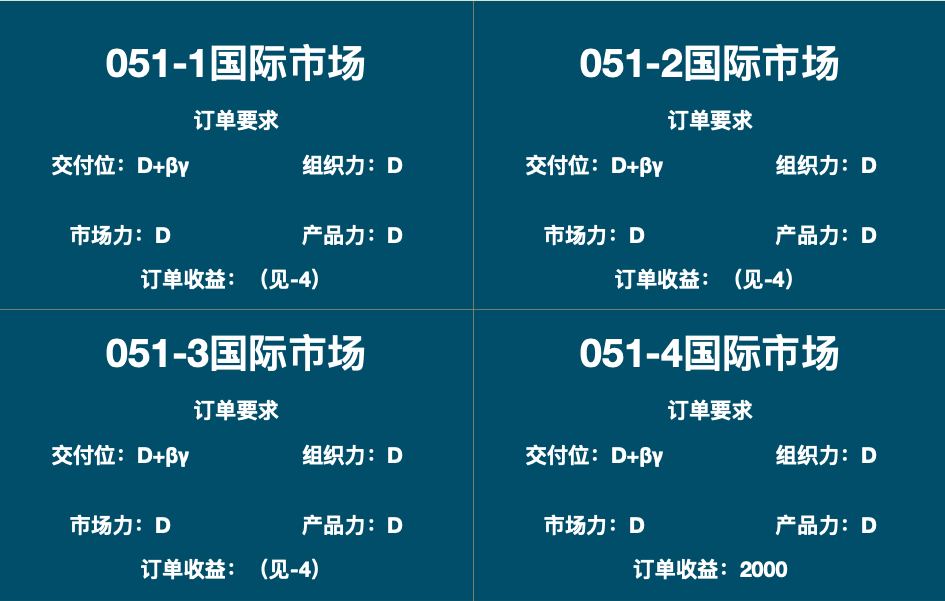 051-1国际市场
订单要求
交付位：D+βγ 组织力：D
市场力：D 产品力：D
订单收益：（见-4）
051-2国际市场
订单要求
交付位：D+βγ 组织力：D
市场力：D 产品力：D
订单收益：（见-4）
051-3国际市场
订单要求
交付位：D+βγ 组织力：D
市场力：D 产品力：D
订单收益：（见-4）
051-4国际市场
订单要求
交付位：D+βγ 组织力：D
市场力：D 产品力：D
订单收益：2000